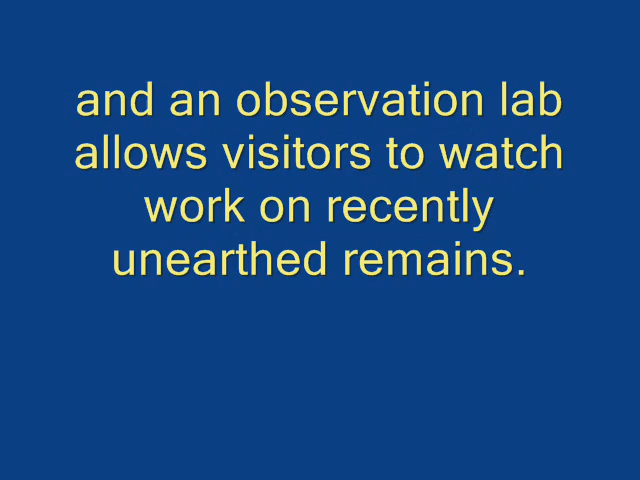 and an observation lab
allows visitors to watch
work on recently
unearthed remains.